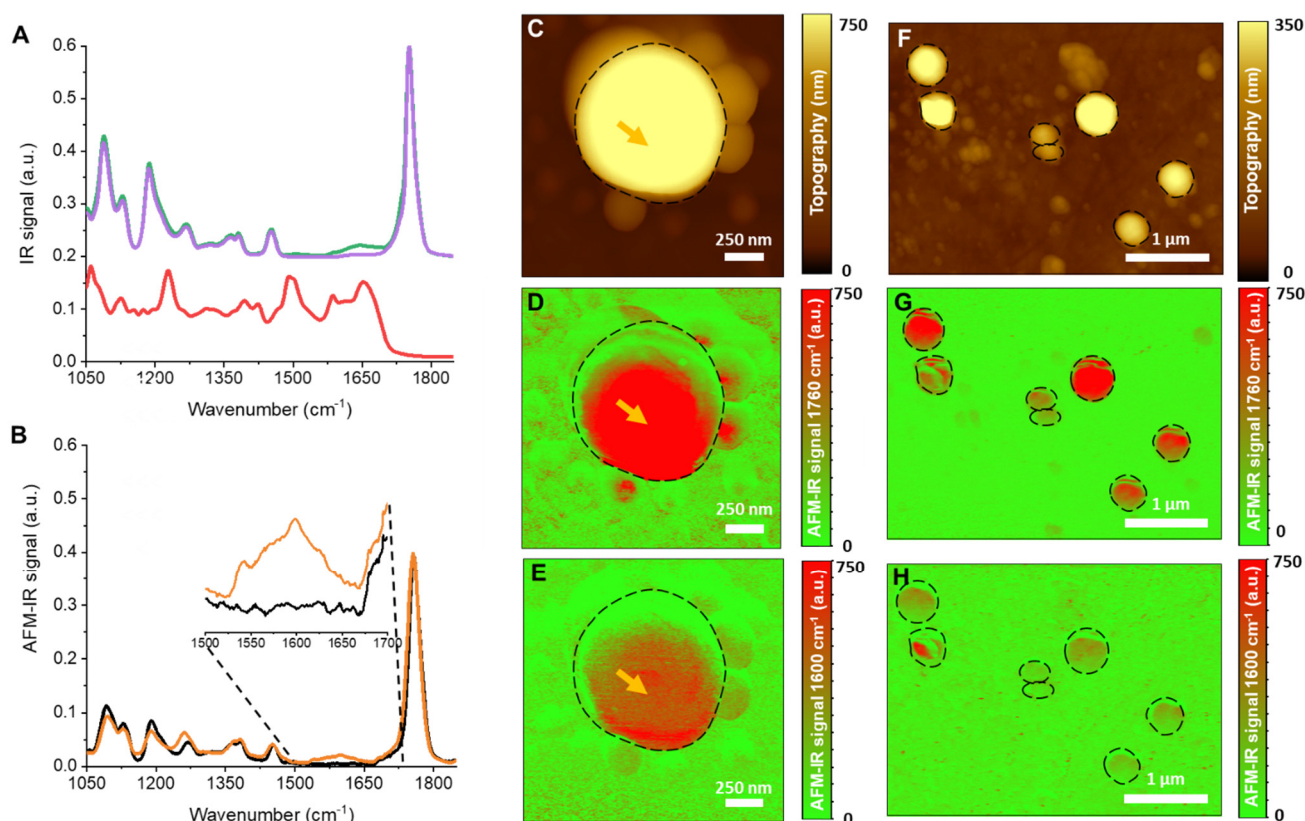 A
0.6
0.5
0.4
0.3
0.2
0.1
0.0
IR signal (a.u.)
1050 1200 1350 1500 1650 1800
Wavenumber (cm⁻¹)
B
0.6
0.5
0.4
0.3
0.2
0.1
0.0
AFM-IR signal (a.u.)
1500 1550 1600 1650 1700
1050 1200 1350 1500 1650 1800
Wavenumber (cm⁻¹)
C
250 nm
750
Topography (nm)
0
D
250 nm
750
AFM-IR signal 1760 cm⁻¹ (a.u.)
0
E
250 nm
750
AFM-IR signal 1600 cm⁻¹ (a.u.)
0
F
1 µm
350
Topography (nm)
0
G
1 µm
750
AFM-IR signal 1760 cm⁻¹ (a.u.)
0
H
1 µm
750
AFM-IR signal 1600 cm⁻¹ (a.u.)
0